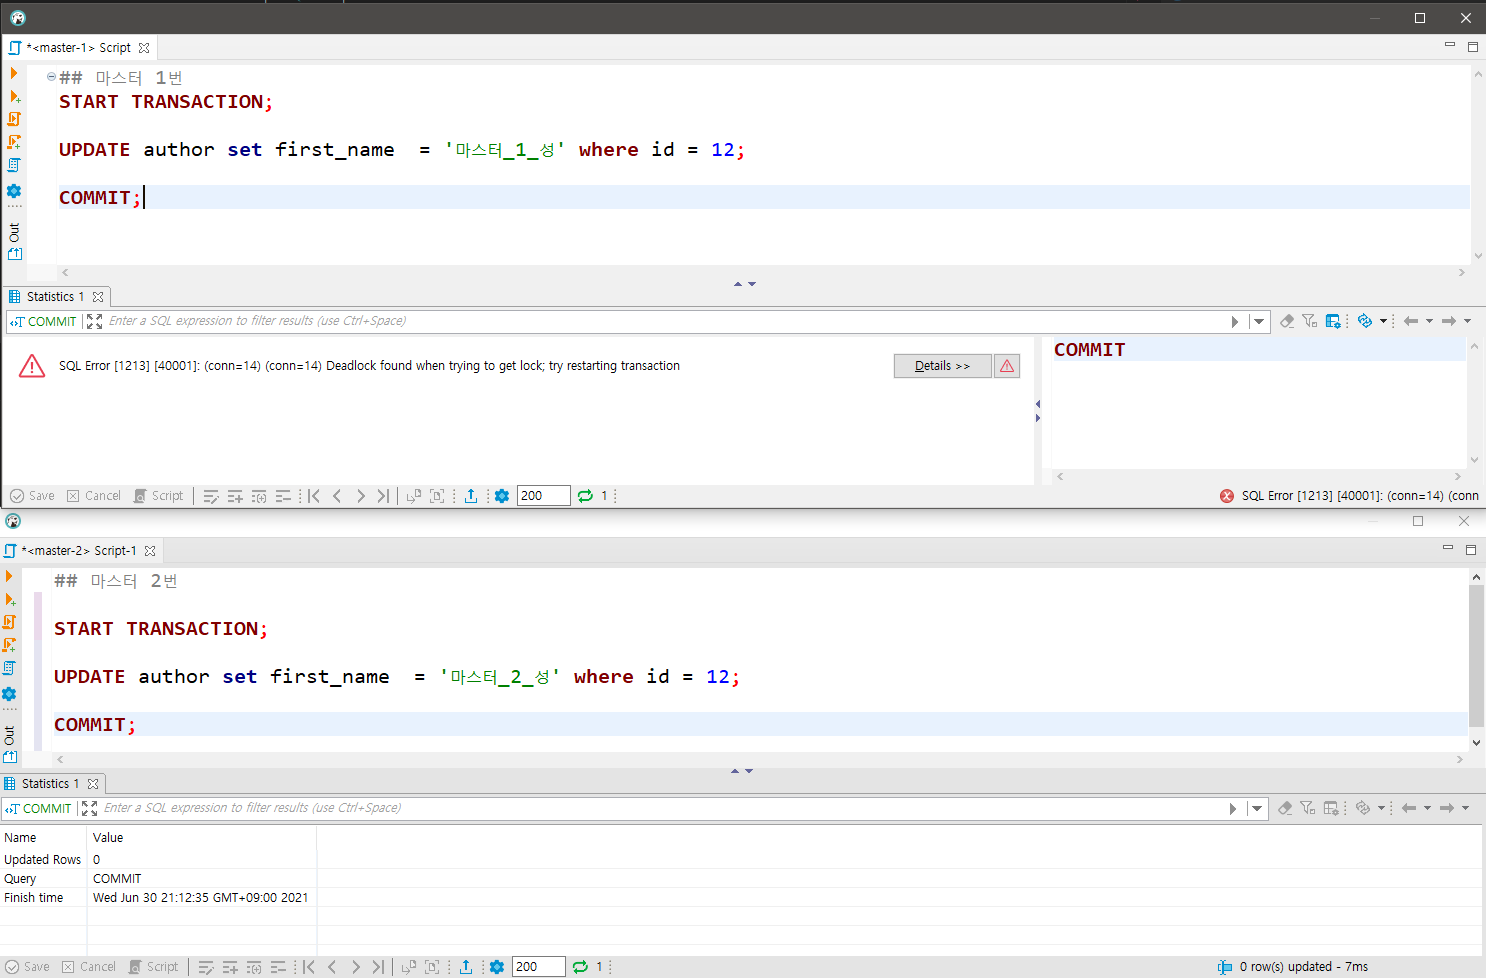 *<master-1> Script
## 마스터 1번
START TRANSACTION;
UPDATE author set first_name  = '마스터_1_성' where id = 12;
COMMIT;
Out
Statistics 1
COMMIT
Enter a SQL expression to filter results (use Ctrl+Space)
SQL Error [1213] [40001]: (conn=14) (conn=14) Deadlock found when trying to get lock; try restarting transaction
Details >>
COMMIT
Save Cancel Script 200 1
SQL Error [1213] [40001]: (conn=14) (conn
*<master-2> Script-1
## 마스터 2번
START TRANSACTION;
UPDATE author set first_name  = '마스터_2_성' where id = 12;
COMMIT;
Out
Statistics 1
COMMIT
Enter a SQL expression to filter results (use Ctrl+Space)
Name Value
Updated Rows 0
Query COMMIT
Finish time Wed Jun 30 21:12:35 GMT+09:00 2021
Save Cancel Script 200 1
0 row(s) updated - 7ms